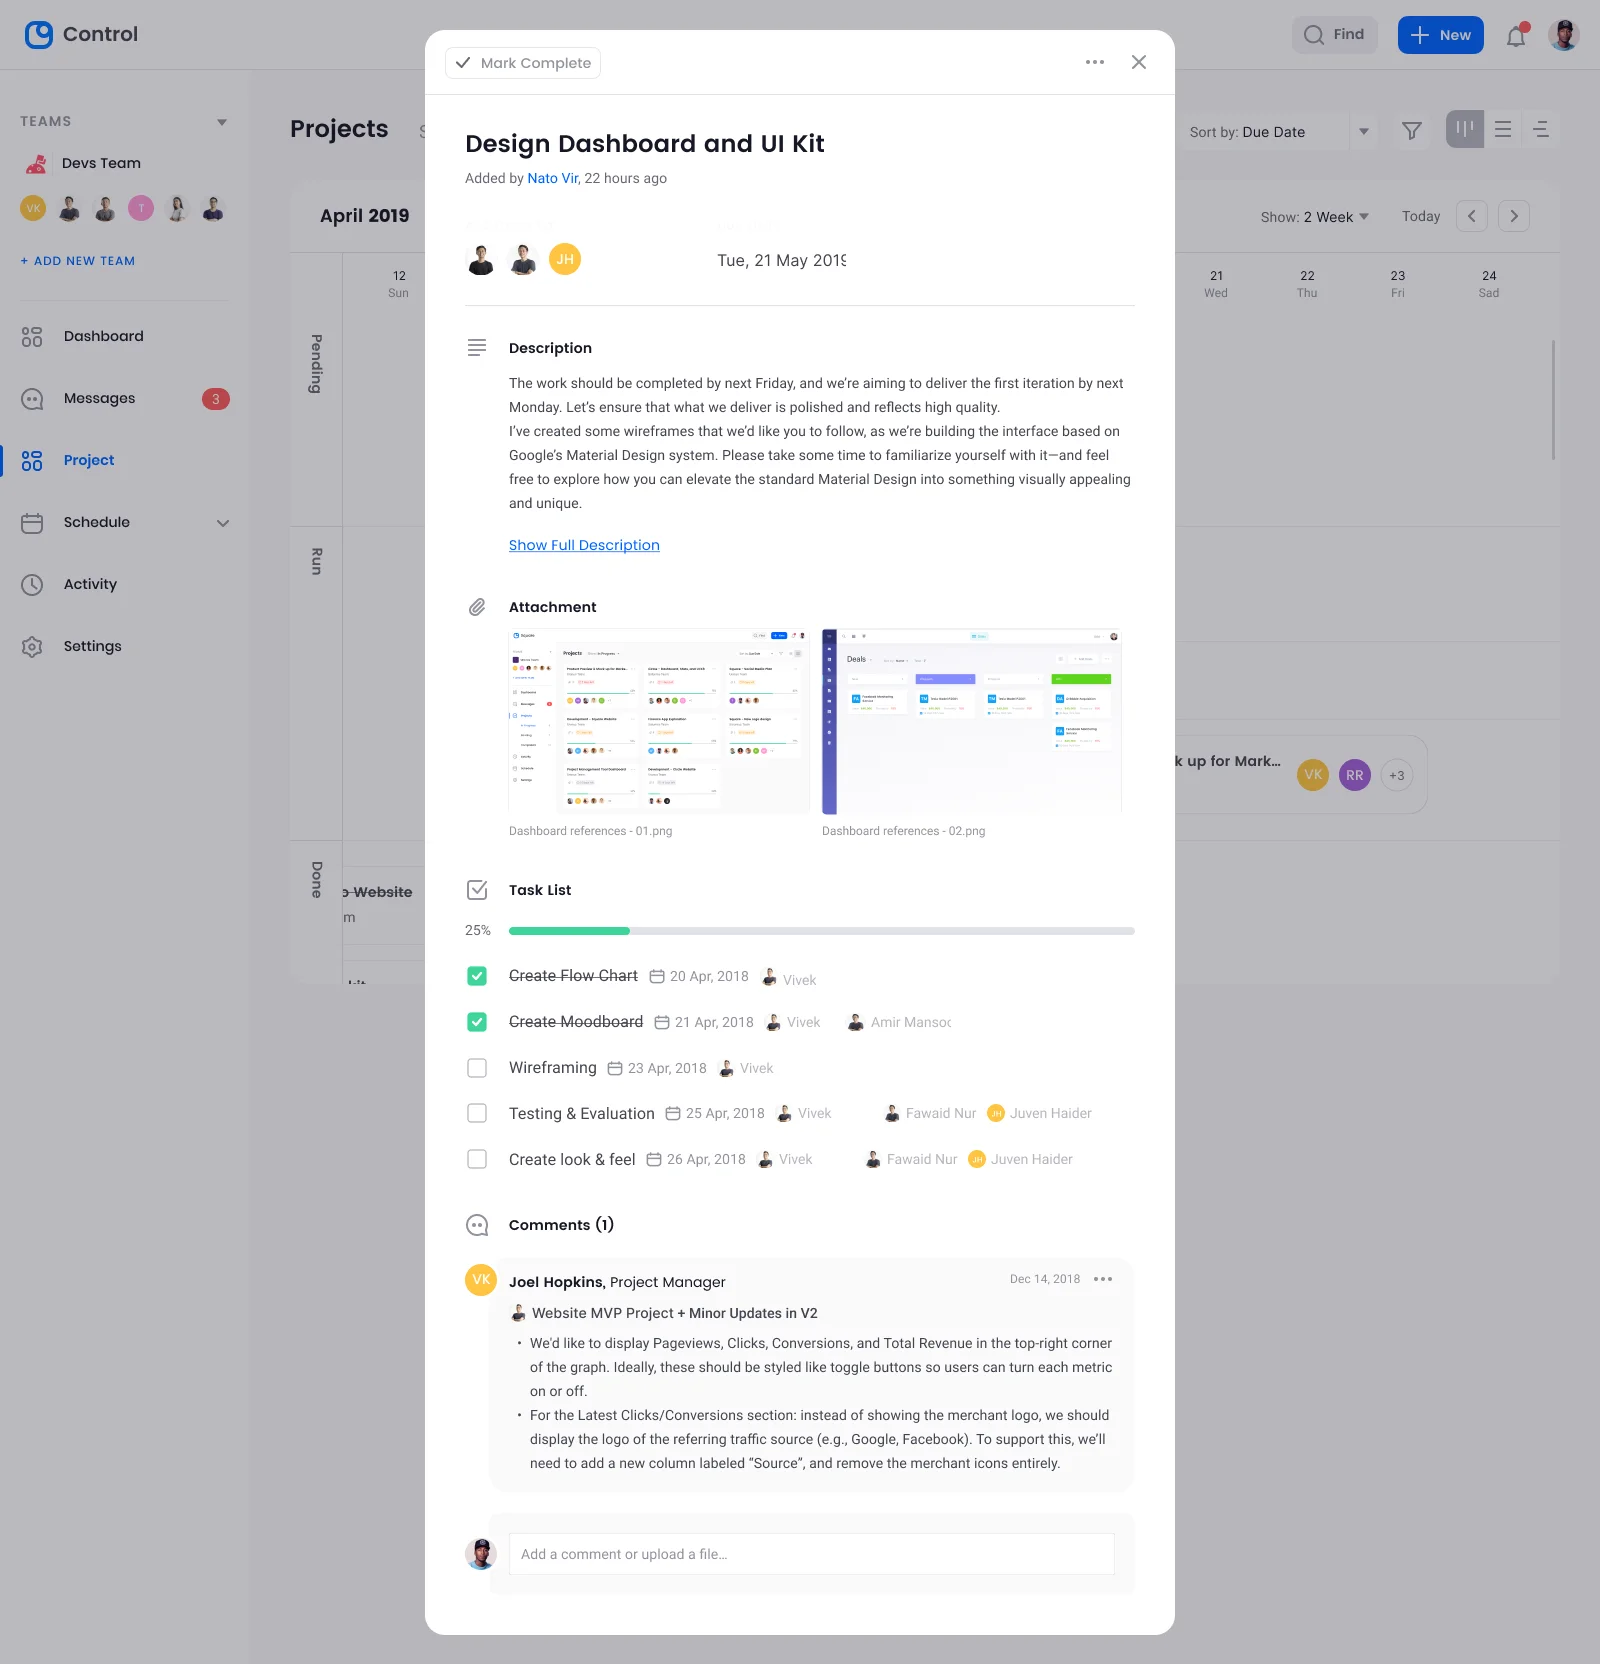 Control
Find
New
Mark Complete
TEAMS
Devs Team
VK
T
+ ADD NEW TEAM
Dashboard
Messages
3
Project
Schedule
Activity
Settings
Projects
Sort by: Due Date
April 2019
Show: 2 Week
Today
12
Sun
21
Wed
22
Thu
23
Fri
24
Sad
Pending
Run
Done
k up for Mark...
VK
RR
+3
o Website
m
kit
Design Dashboard and UI Kit
Added by Nato Vir, 22 hours ago
JH
Tue, 21 May 2019
Description
The work should be completed by next Friday, and we’re aiming to deliver the first iteration by next
Monday. Let’s ensure that what we deliver is polished and reflects high quality.
I’ve created some wireframes that we’d like you to follow, as we’re building the interface based on
Google’s Material Design system. Please take some time to familiarize yourself with it—and feel
free to explore how you can elevate the standard Material Design into something visually appealing
and unique.
Show Full Description
Attachment
Projects
Deals
Dashboard references - 01.png
Dashboard references - 02.png
Task List
25%
Create Flow Chart 20 Apr, 2018 Vivek
Create Moodboard 21 Apr, 2018 Vivek Amir Mansoo
Wireframing 23 Apr, 2018 Vivek
Testing & Evaluation 25 Apr, 2018 Vivek Fawaid Nur JH Juven Haider
Create look & feel 26 Apr, 2018 Vivek Fawaid Nur JH Juven Haider
Comments (1)
VK
Joel Hopkins, Project Manager
Dec 14, 2018
Website MVP Project + Minor Updates in V2
• We'd like to display Pageviews, Clicks, Conversions, and Total Revenue in the top-right corner
of the graph. Ideally, these should be styled like toggle buttons so users can turn each metric
on or off.
• For the Latest Clicks/Conversions section: instead of showing the merchant logo, we should
display the logo of the referring traffic source (e.g., Google, Facebook). To support this, we’ll
need to add a new column labeled “Source”, and remove the merchant icons entirely.
Add a comment or upload a file...